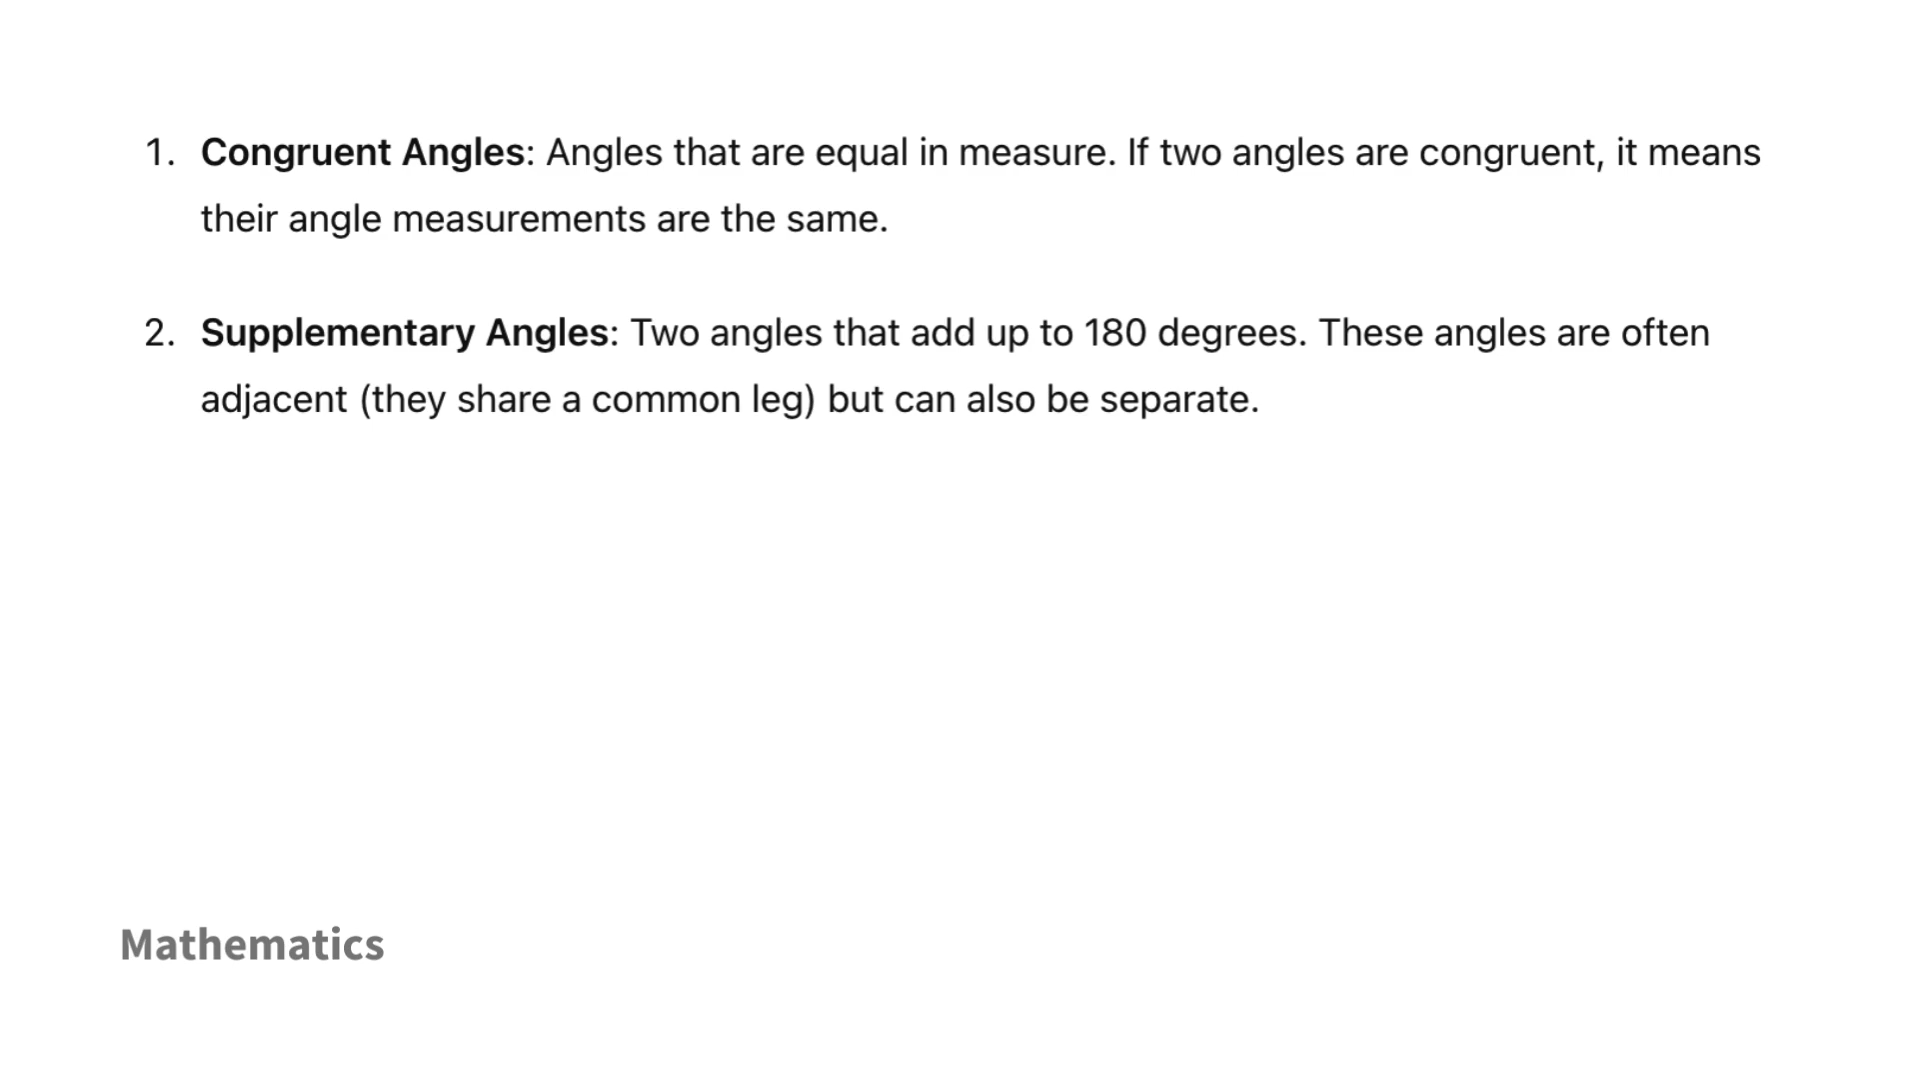 1. Congruent Angles: Angles that are equal in measure. If two angles are congruent, it means
their angle measurements are the same.
2. Supplementary Angles: Two angles that add up to 180 degrees. These angles are often
adjacent (they share a common leg) but can also be separate.
Mathematics